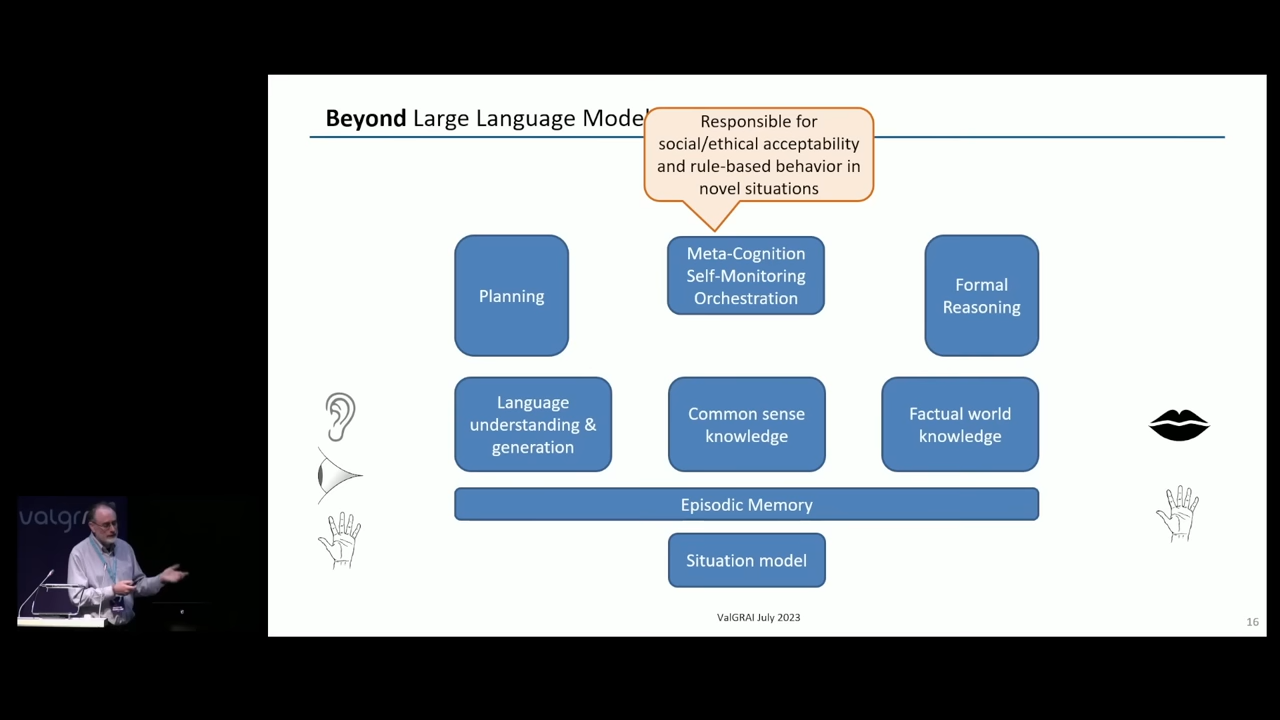 Beyond Large Language Model
Responsible for
social/ethical acceptability
and rule-based behavior in
novel situations
Planning
Meta-Cognition
Self-Monitoring
Orchestration
Formal
Reasoning
Language
understanding &
generation
Common sense
knowledge
Factual world
knowledge
Episodic Memory
Situation model
ValGRAI July 2023
16
valgr